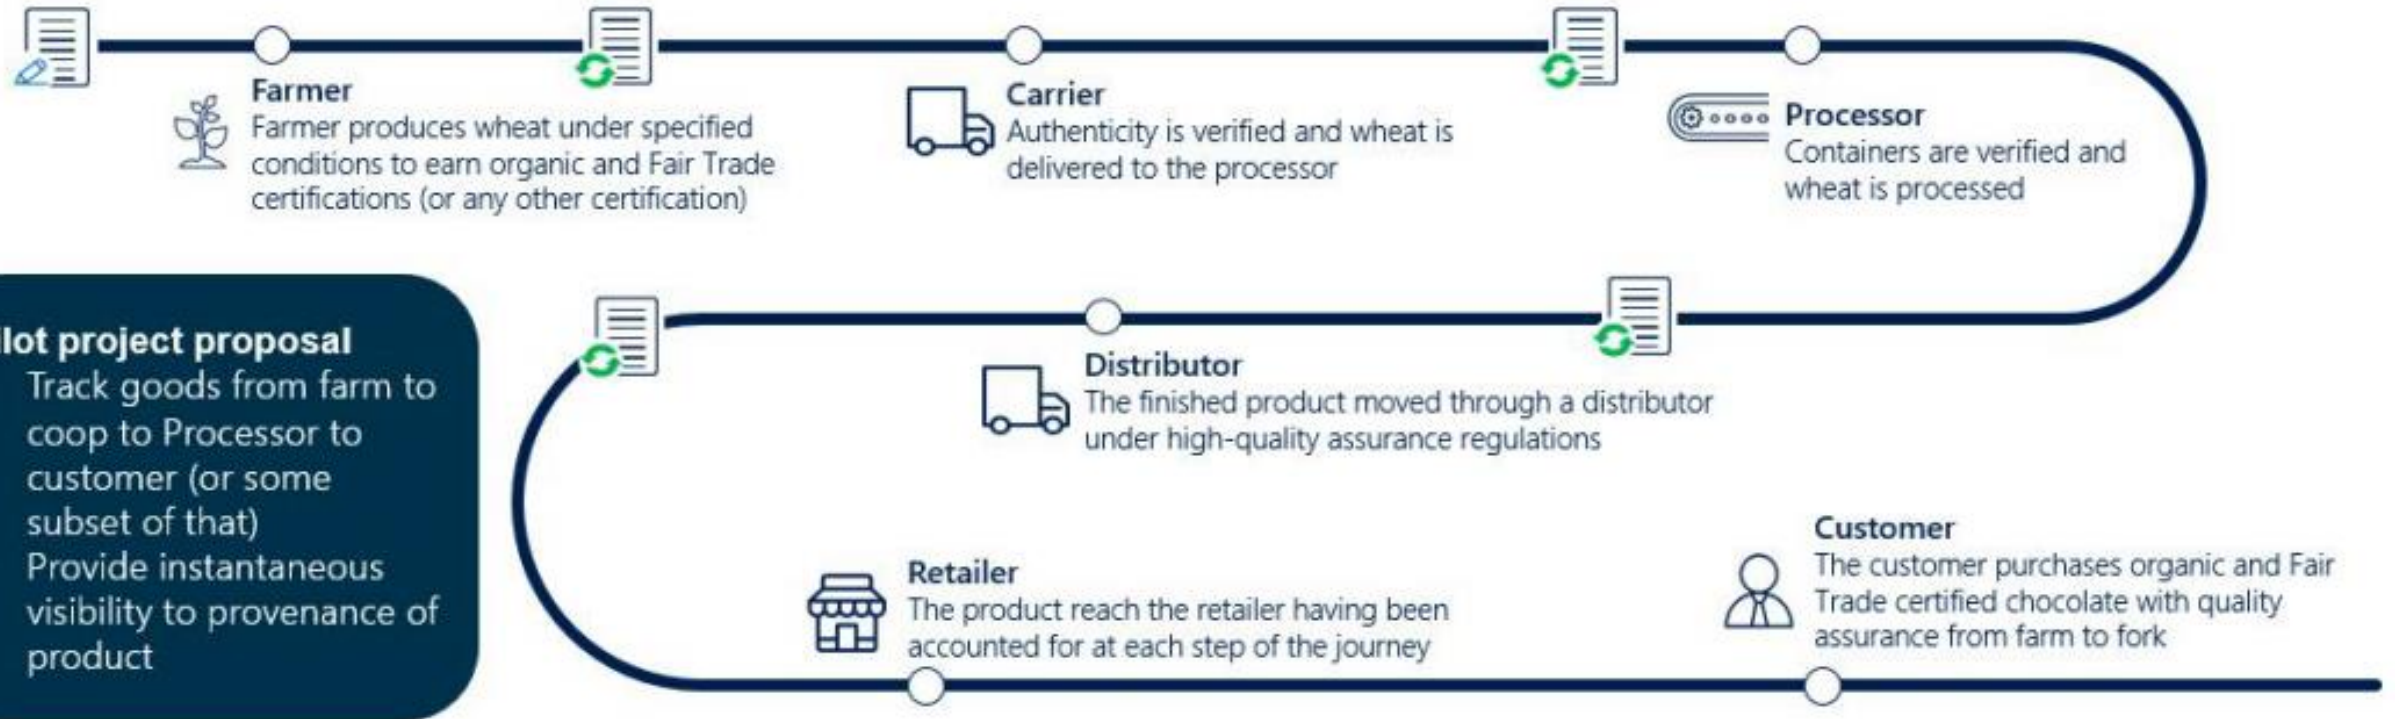 Farmer
Farmer produces wheat under specified
conditions to earn organic and Fair Trade
certifications (or any other certification)
Carrier
Authenticity is verified and wheat is
delivered to the processor
Processor
Containers are verified and
wheat is processed
Distributor
The finished product moved through a distributor
under high-quality assurance regulations
lot project proposal
Track goods from farm to
coop to Processor to
customer (or some
subset of that)
Provide instantaneous
visibility to provenance of
product
Retailer
The product reach the retailer having been
accounted for at each step of the journey
Customer
The customer purchases organic and Fair
Trade certified chocolate with quality
assurance from farm to fork